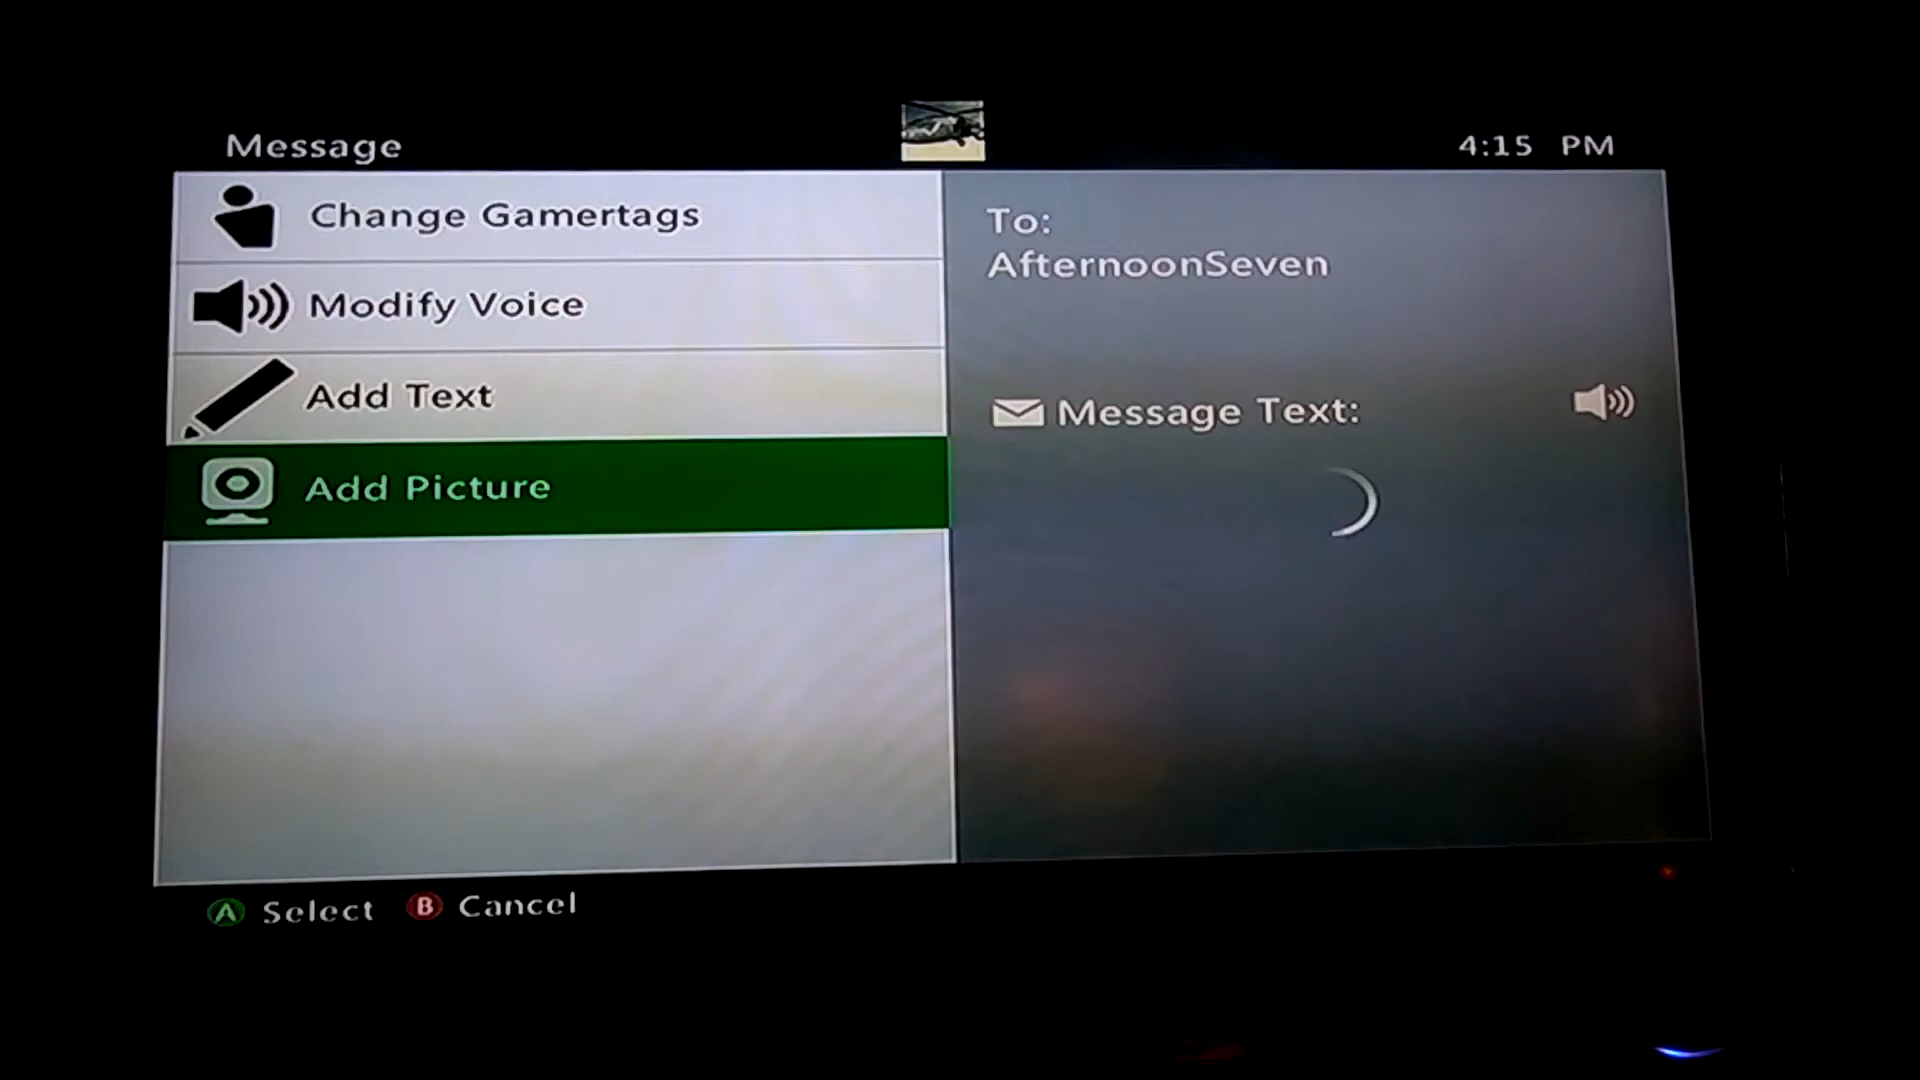 Message
4:15 PM
Change Gamertags
Modify Voice
Add Text
Add Picture
To:
AfternoonSeven
Message Text:
A Select B Cancel